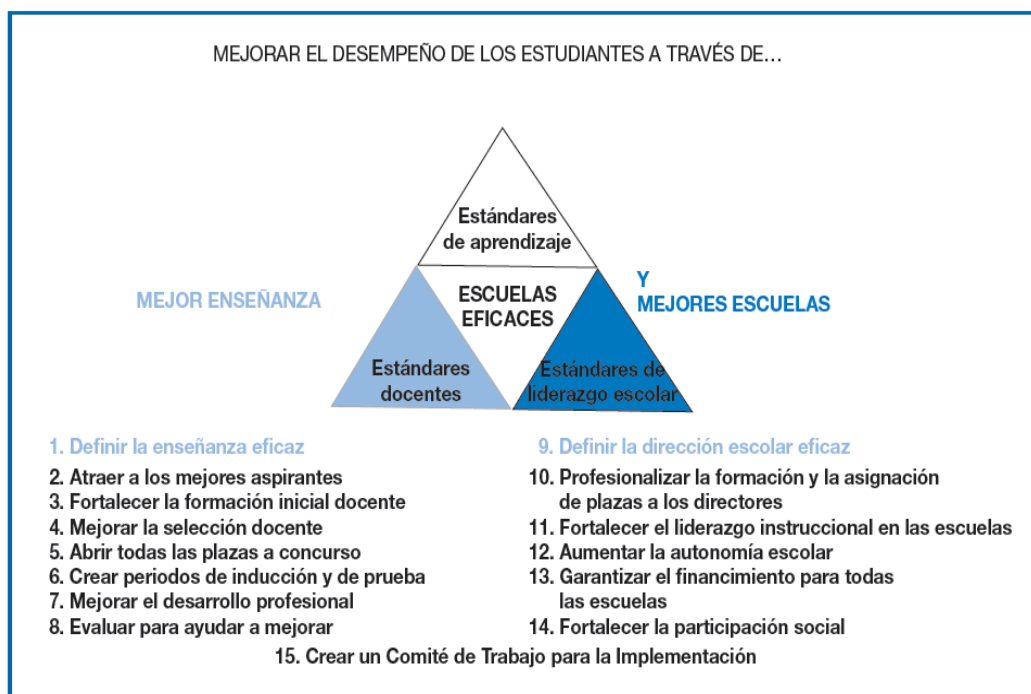 MEJORAR EL DESEMPEÑO DE LOS ESTUDIANTES A TRAVÉS DE…
Estándares
de aprendizaje
MEJOR ENSEÑANZA
ESCUELAS
EFICACES
Y
MEJORES ESCUELAS
Estándares
docentes
Estándares de
liderazgo escolar
1. Definir la enseñanza eficaz
2. Atraer a los mejores aspirantes
3. Fortalecer la formación inicial docente
4. Mejorar la selección docente
5. Abrir todas las plazas a concurso
6. Crear periodos de inducción y de prueba
7. Mejorar el desarrollo profesional
8. Evaluar para ayudar a mejorar
9. Definir la dirección escolar eficaz
10. Profesionalizar la formación y la asignación
de plazas a los directores
11. Fortalecer el liderazgo instruccional en las escuelas
12. Aumentar la autonomía escolar
13. Garantizar el financimiento para todas
las escuelas
14. Fortalecer la participación social
15. Crear un Comité de Trabajo para la Implementación